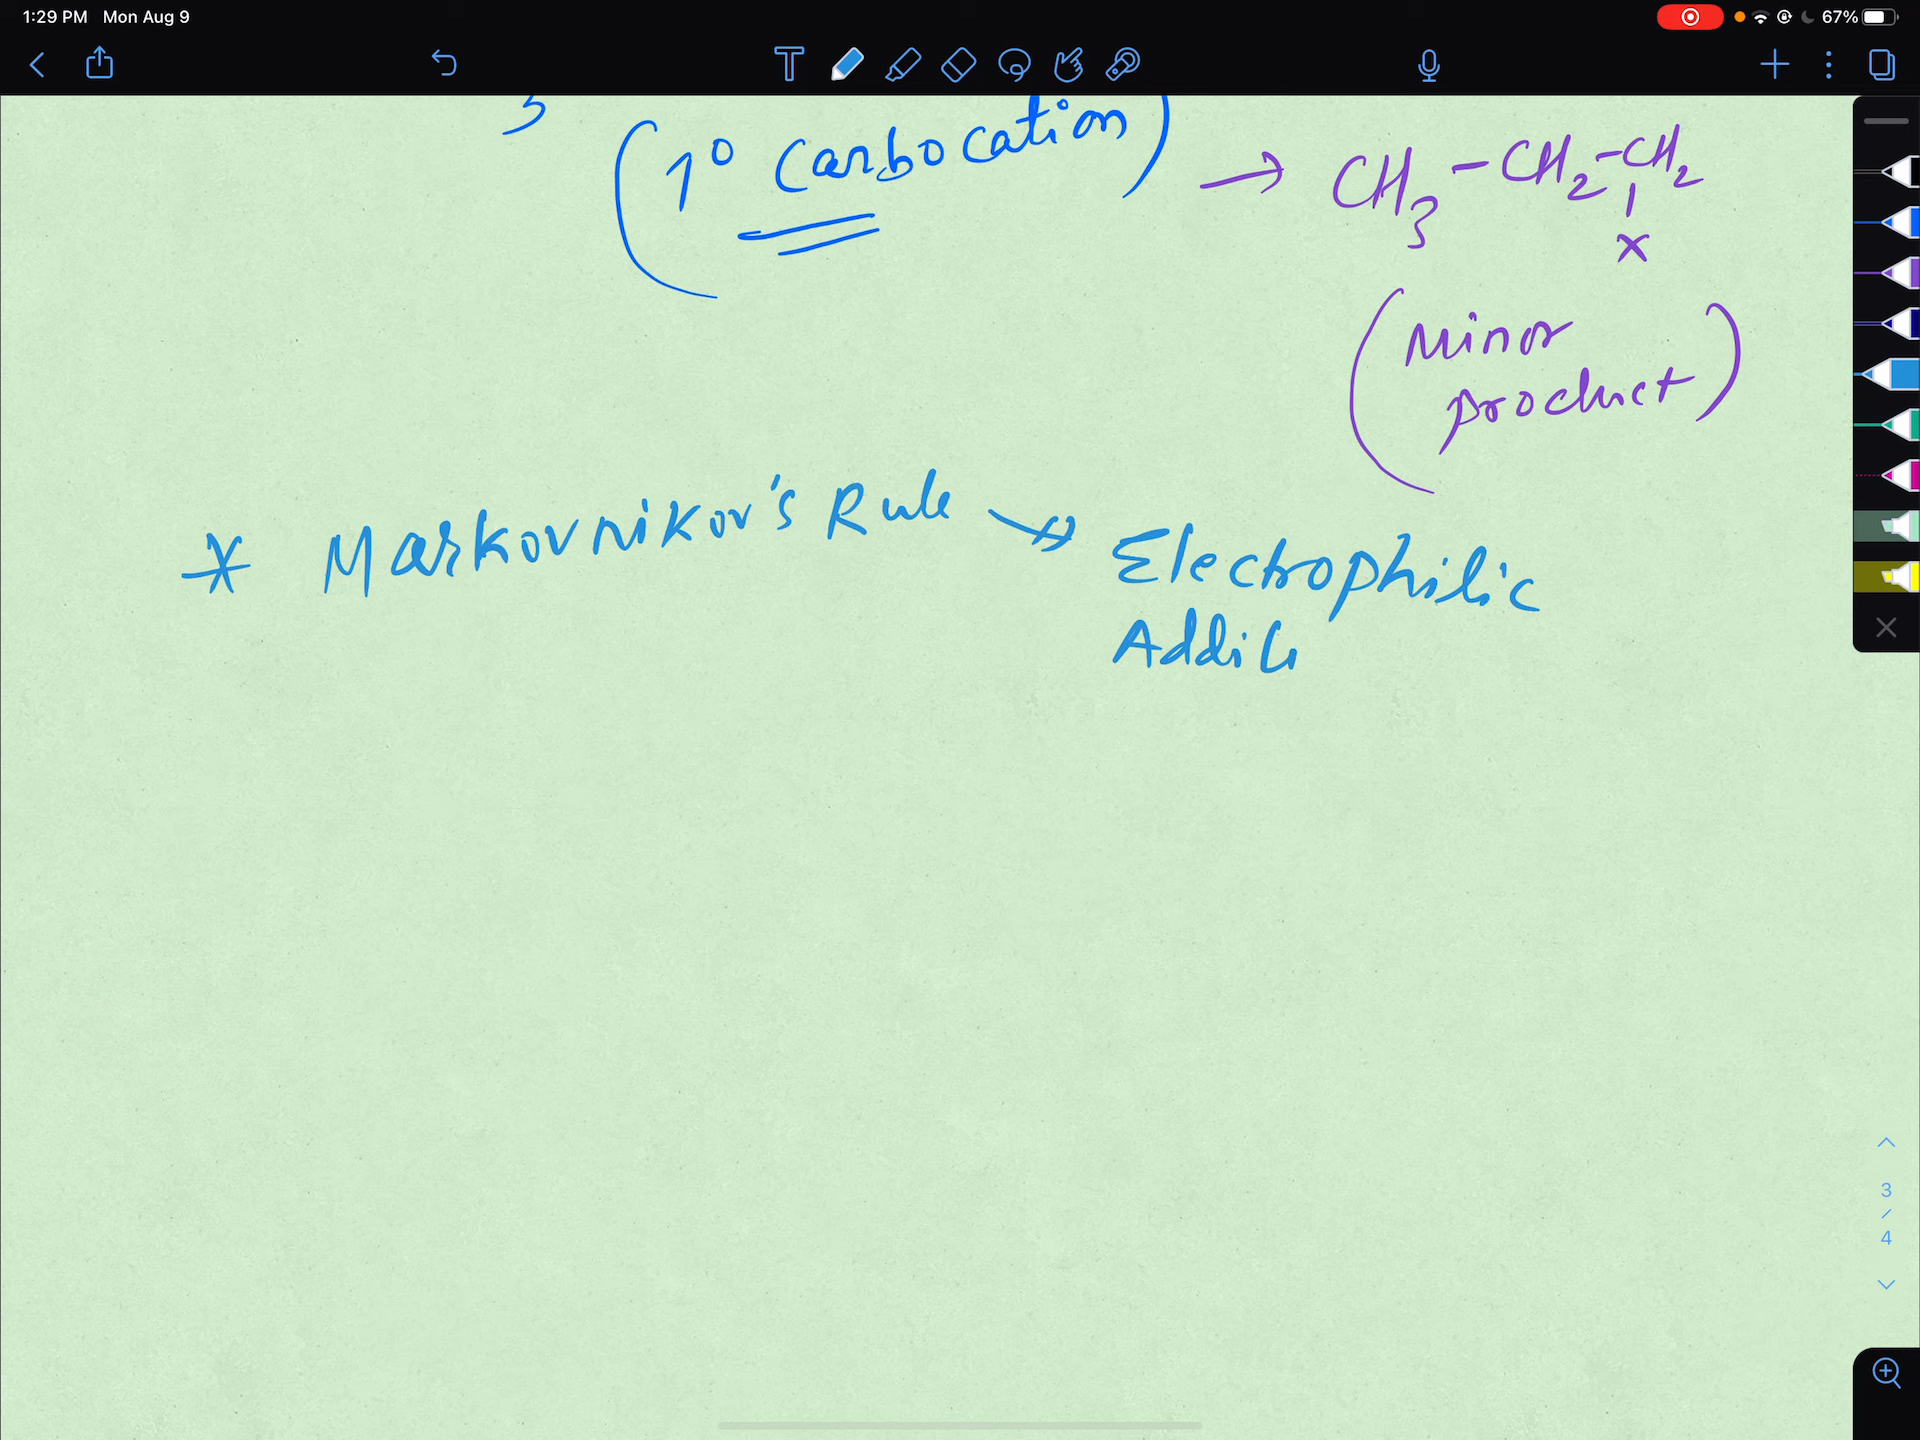 1:29 PM Mon Aug 9
67%
3
(1° Carbocation) → CH3-CH2-CH2
X
(Minor
product)
* Markovnikov's Rule → Electrophilic
Additi
3
/
4